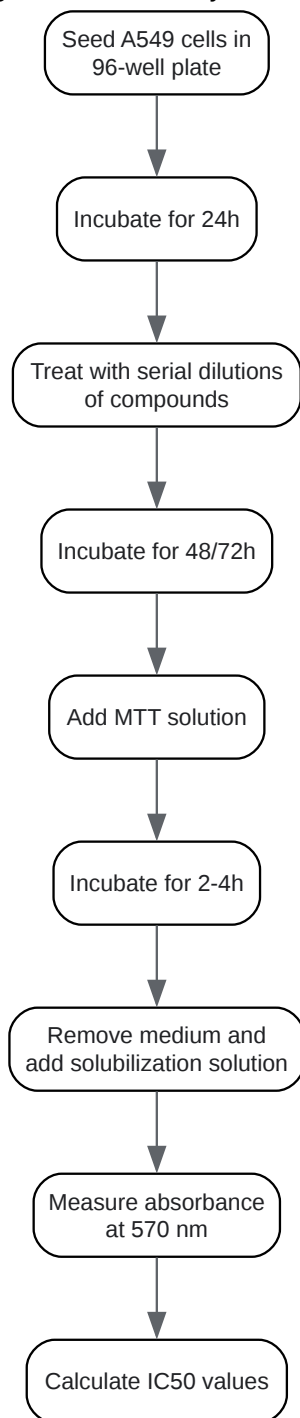 Seed A549 cells in
96-well plate
Incubate for 24h
Treat with serial dilutions
of compounds
Incubate for 48/72h
Add MTT solution
Incubate for 2-4h
Remove medium and
add solubilization solution
Measure absorbance
at 570 nm
Calculate IC50 values